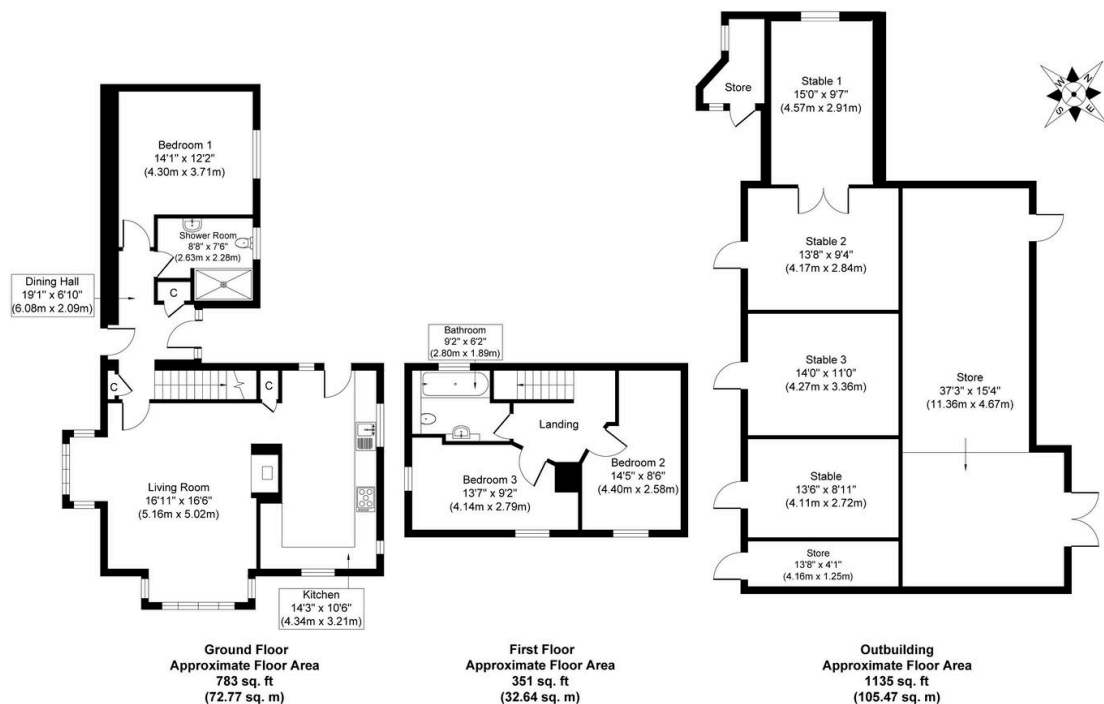 Bedroom 1
14'1" x 12'2"
(4.30m x 3.71m)
Shower Room
8'8" x 7'6"
(2.63m x 2.28m)
Dining Hall
19'1" x 6'10"
(6.08m x 2.09m)
C
C
C
Living Room
16'11" x 16'6"
(5.16m x 5.02m)
Kitchen
14'3" x 10'6"
(4.34m x 3.21m)
Ground Floor
Approximate Floor Area
783 sq. ft
(72.77 sq. m)
Bathroom
9'2" x 6'2"
(2.80m x 1.89m)
Landing
Bedroom 2
14'5" x 8'6"
(4.40m x 2.58m)
Bedroom 3
13'7" x 9'2"
(4.14m x 2.79m)
First Floor
Approximate Floor Area
351 sq. ft
(32.64 sq. m)
Store
Stable 1
15'0" x 9'7"
(4.57m x 2.91m)
W
N
S
E
Stable 2
13'8" x 9'4"
(4.17m x 2.84m)
Stable 3
14'0" x 11'0"
(4.27m x 3.36m)
Store
37'3" x 15'4"
(11.36m x 4.67m)
Stable
13'6" x 8'11"
(4.11m x 2.72m)
Store
13'8" x 4'1"
(4.16m x 1.25m)
Outbuilding
Approximate Floor Area
1135 sq. ft
(105.47 sq. m)